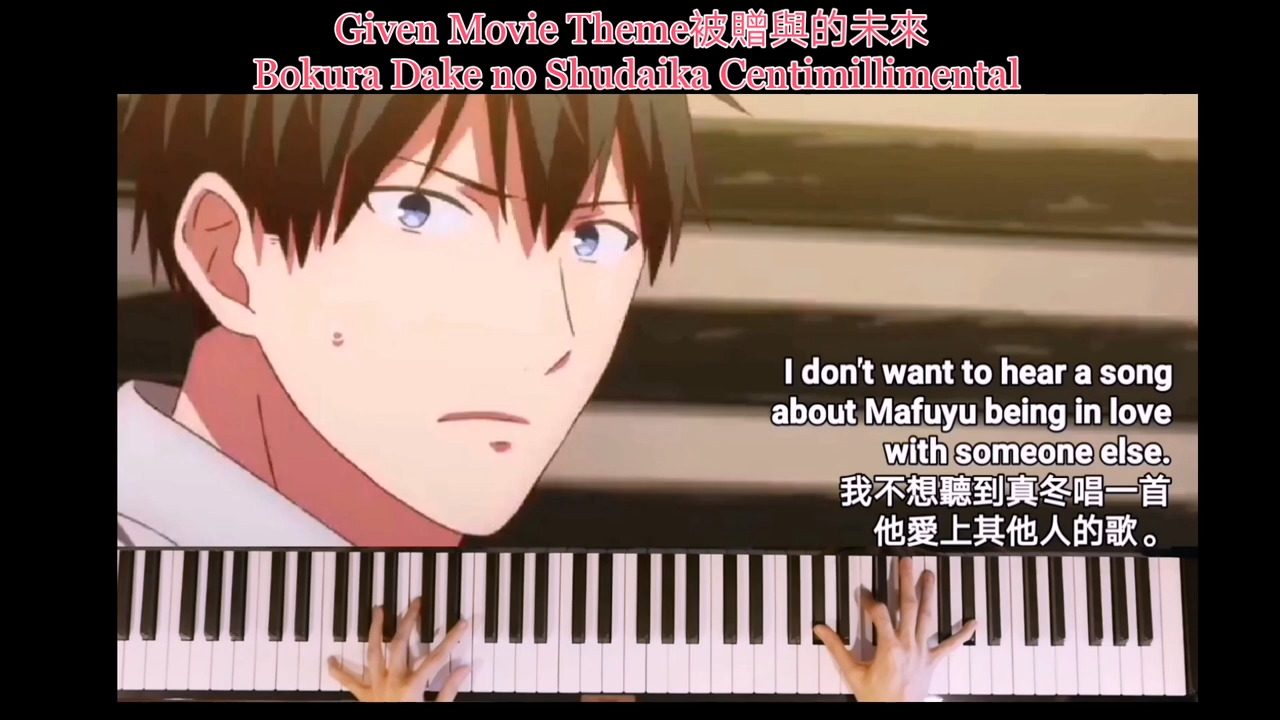 Given Movie Theme被贈與的未來
Bokura Dake no Shudaika Centimillimental
I don't want to hear a song
about Mafuyu being in love
with someone else.
我不想聽到真冬唱一首
他愛上其他人的歌。